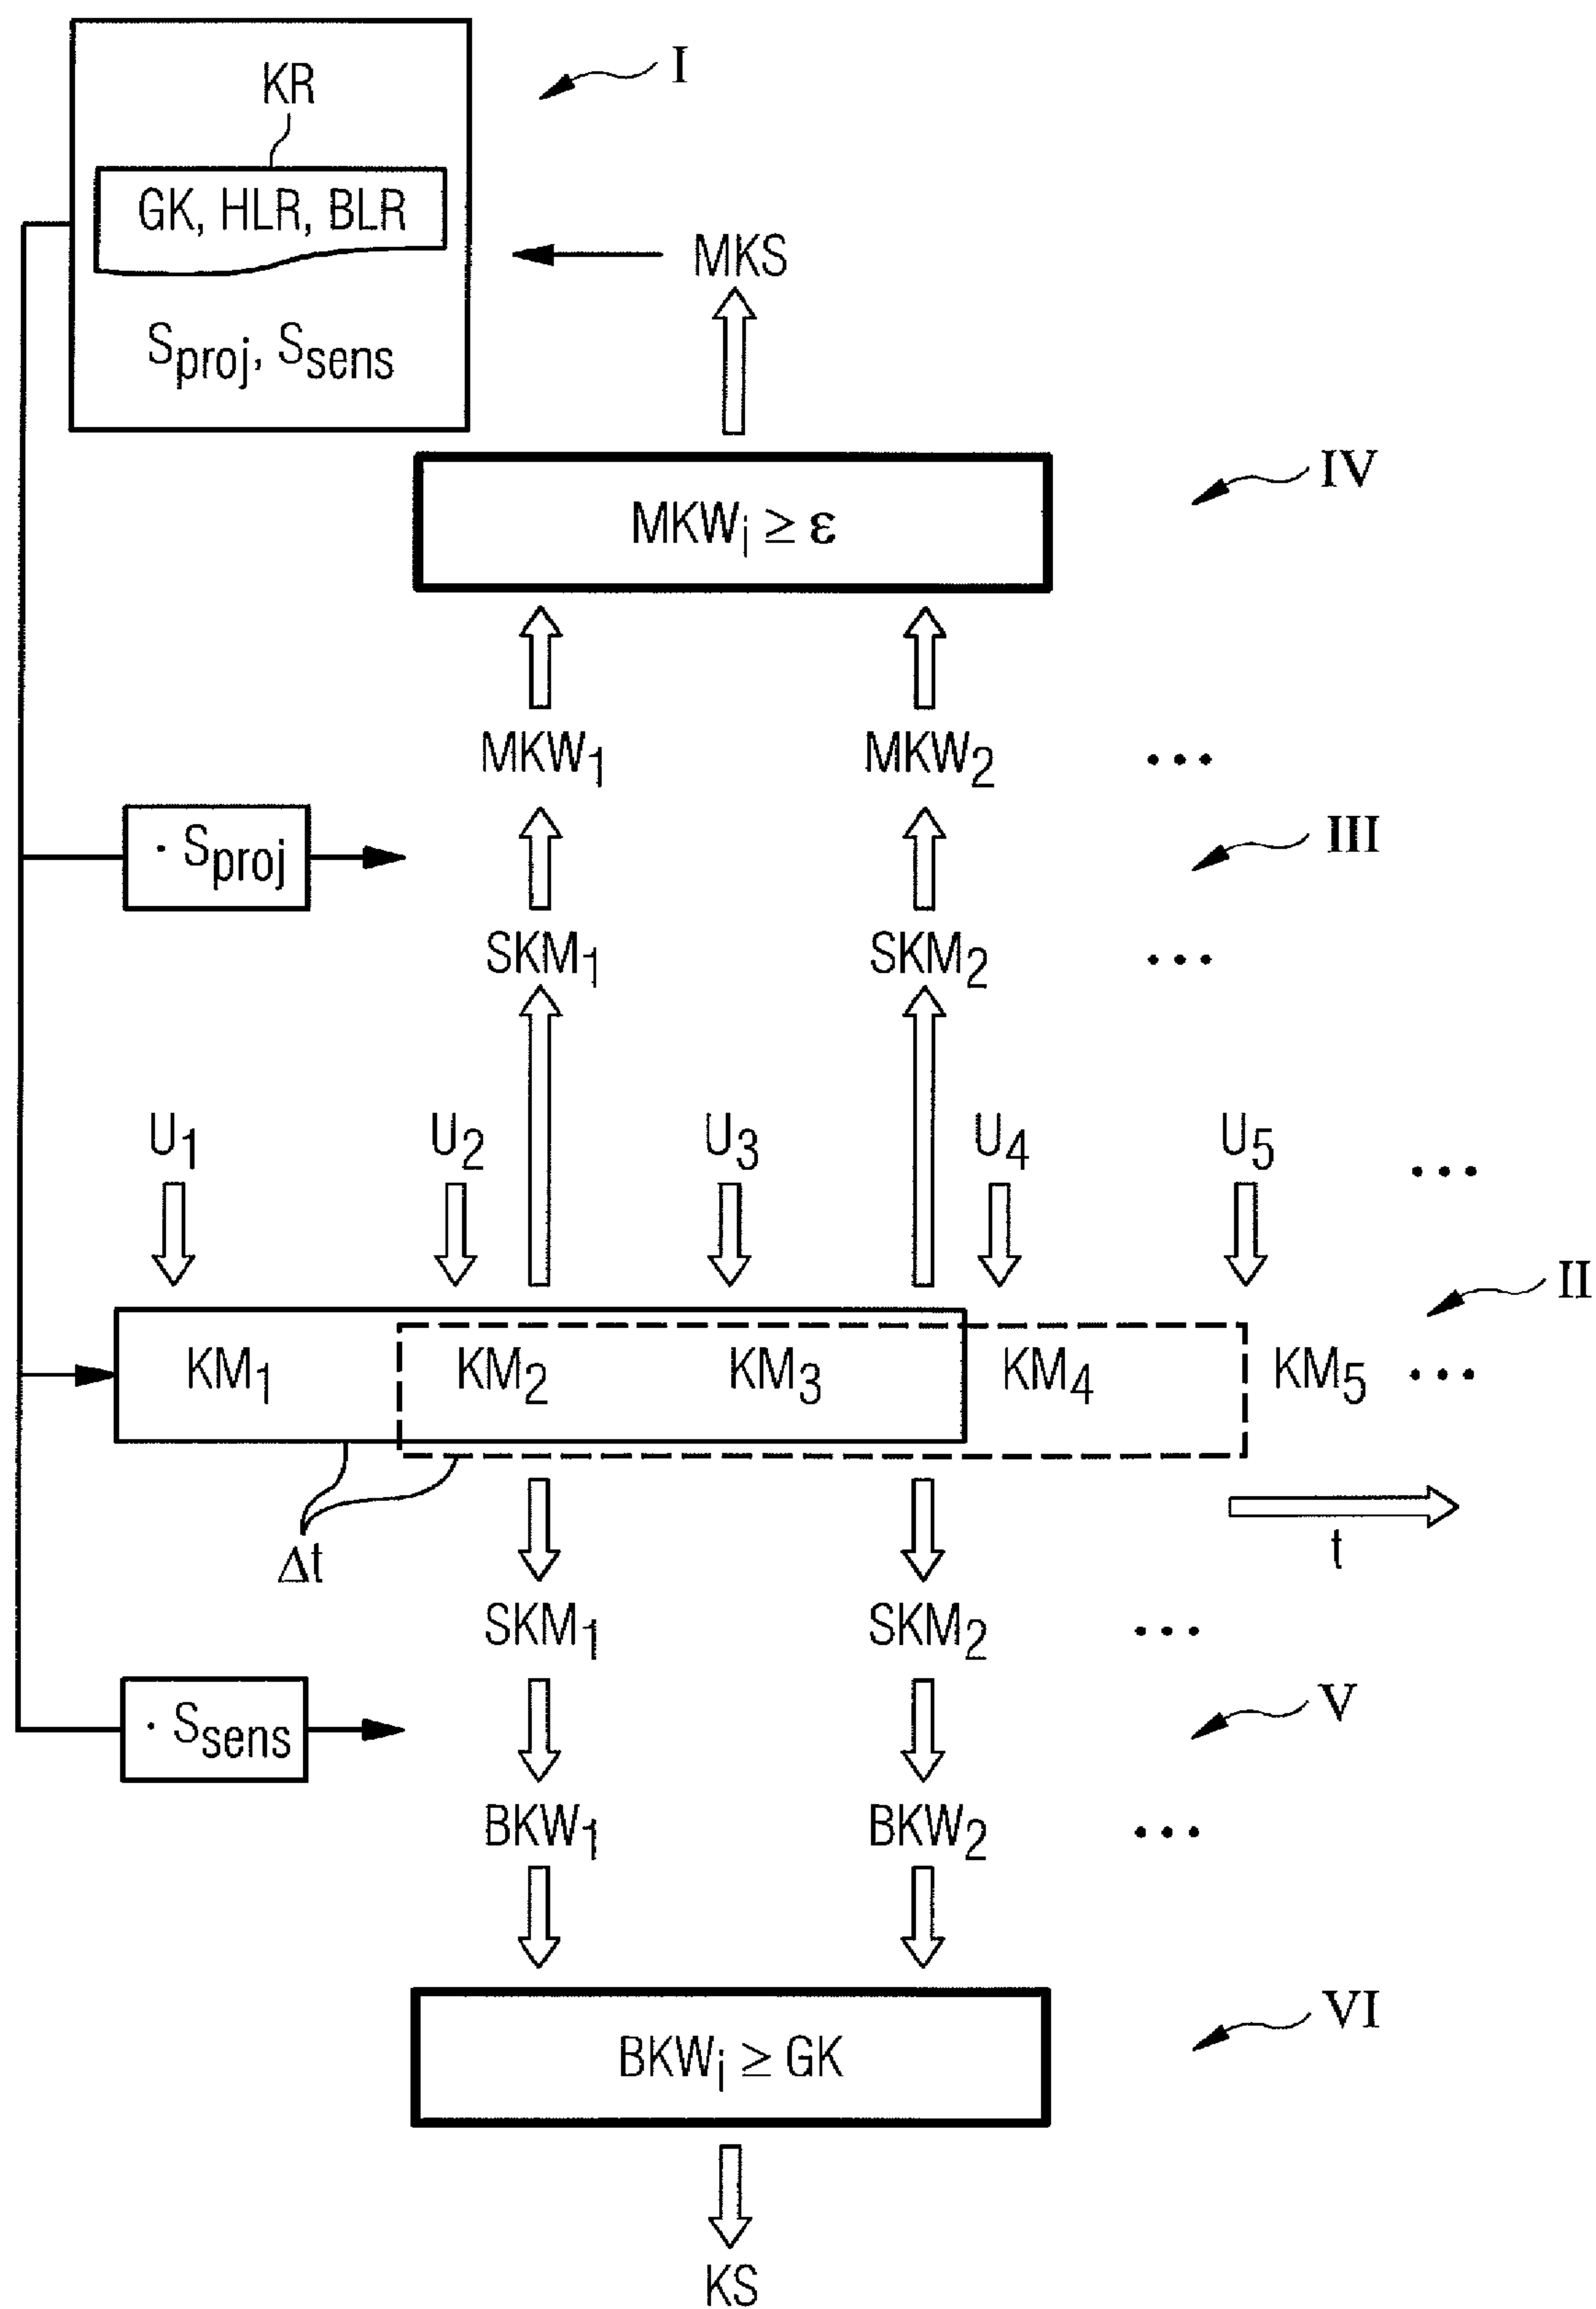 I
KR
GK, HLR, BLR
MKS
Sproj, Ssens
IV
MKWi ≥ ε
MKW1 MKW2 ...
· Sproj
III
SKM1 SKM2 ...
U1 U2 U3 U4 U5 ...
II
KM1 KM2 KM3 KM4 KM5 ...
Δt
t
SKM1 SKM2 ...
· Ssens
V
BKW1 BKW2 ...
VI
BKWi ≥ GK
KS